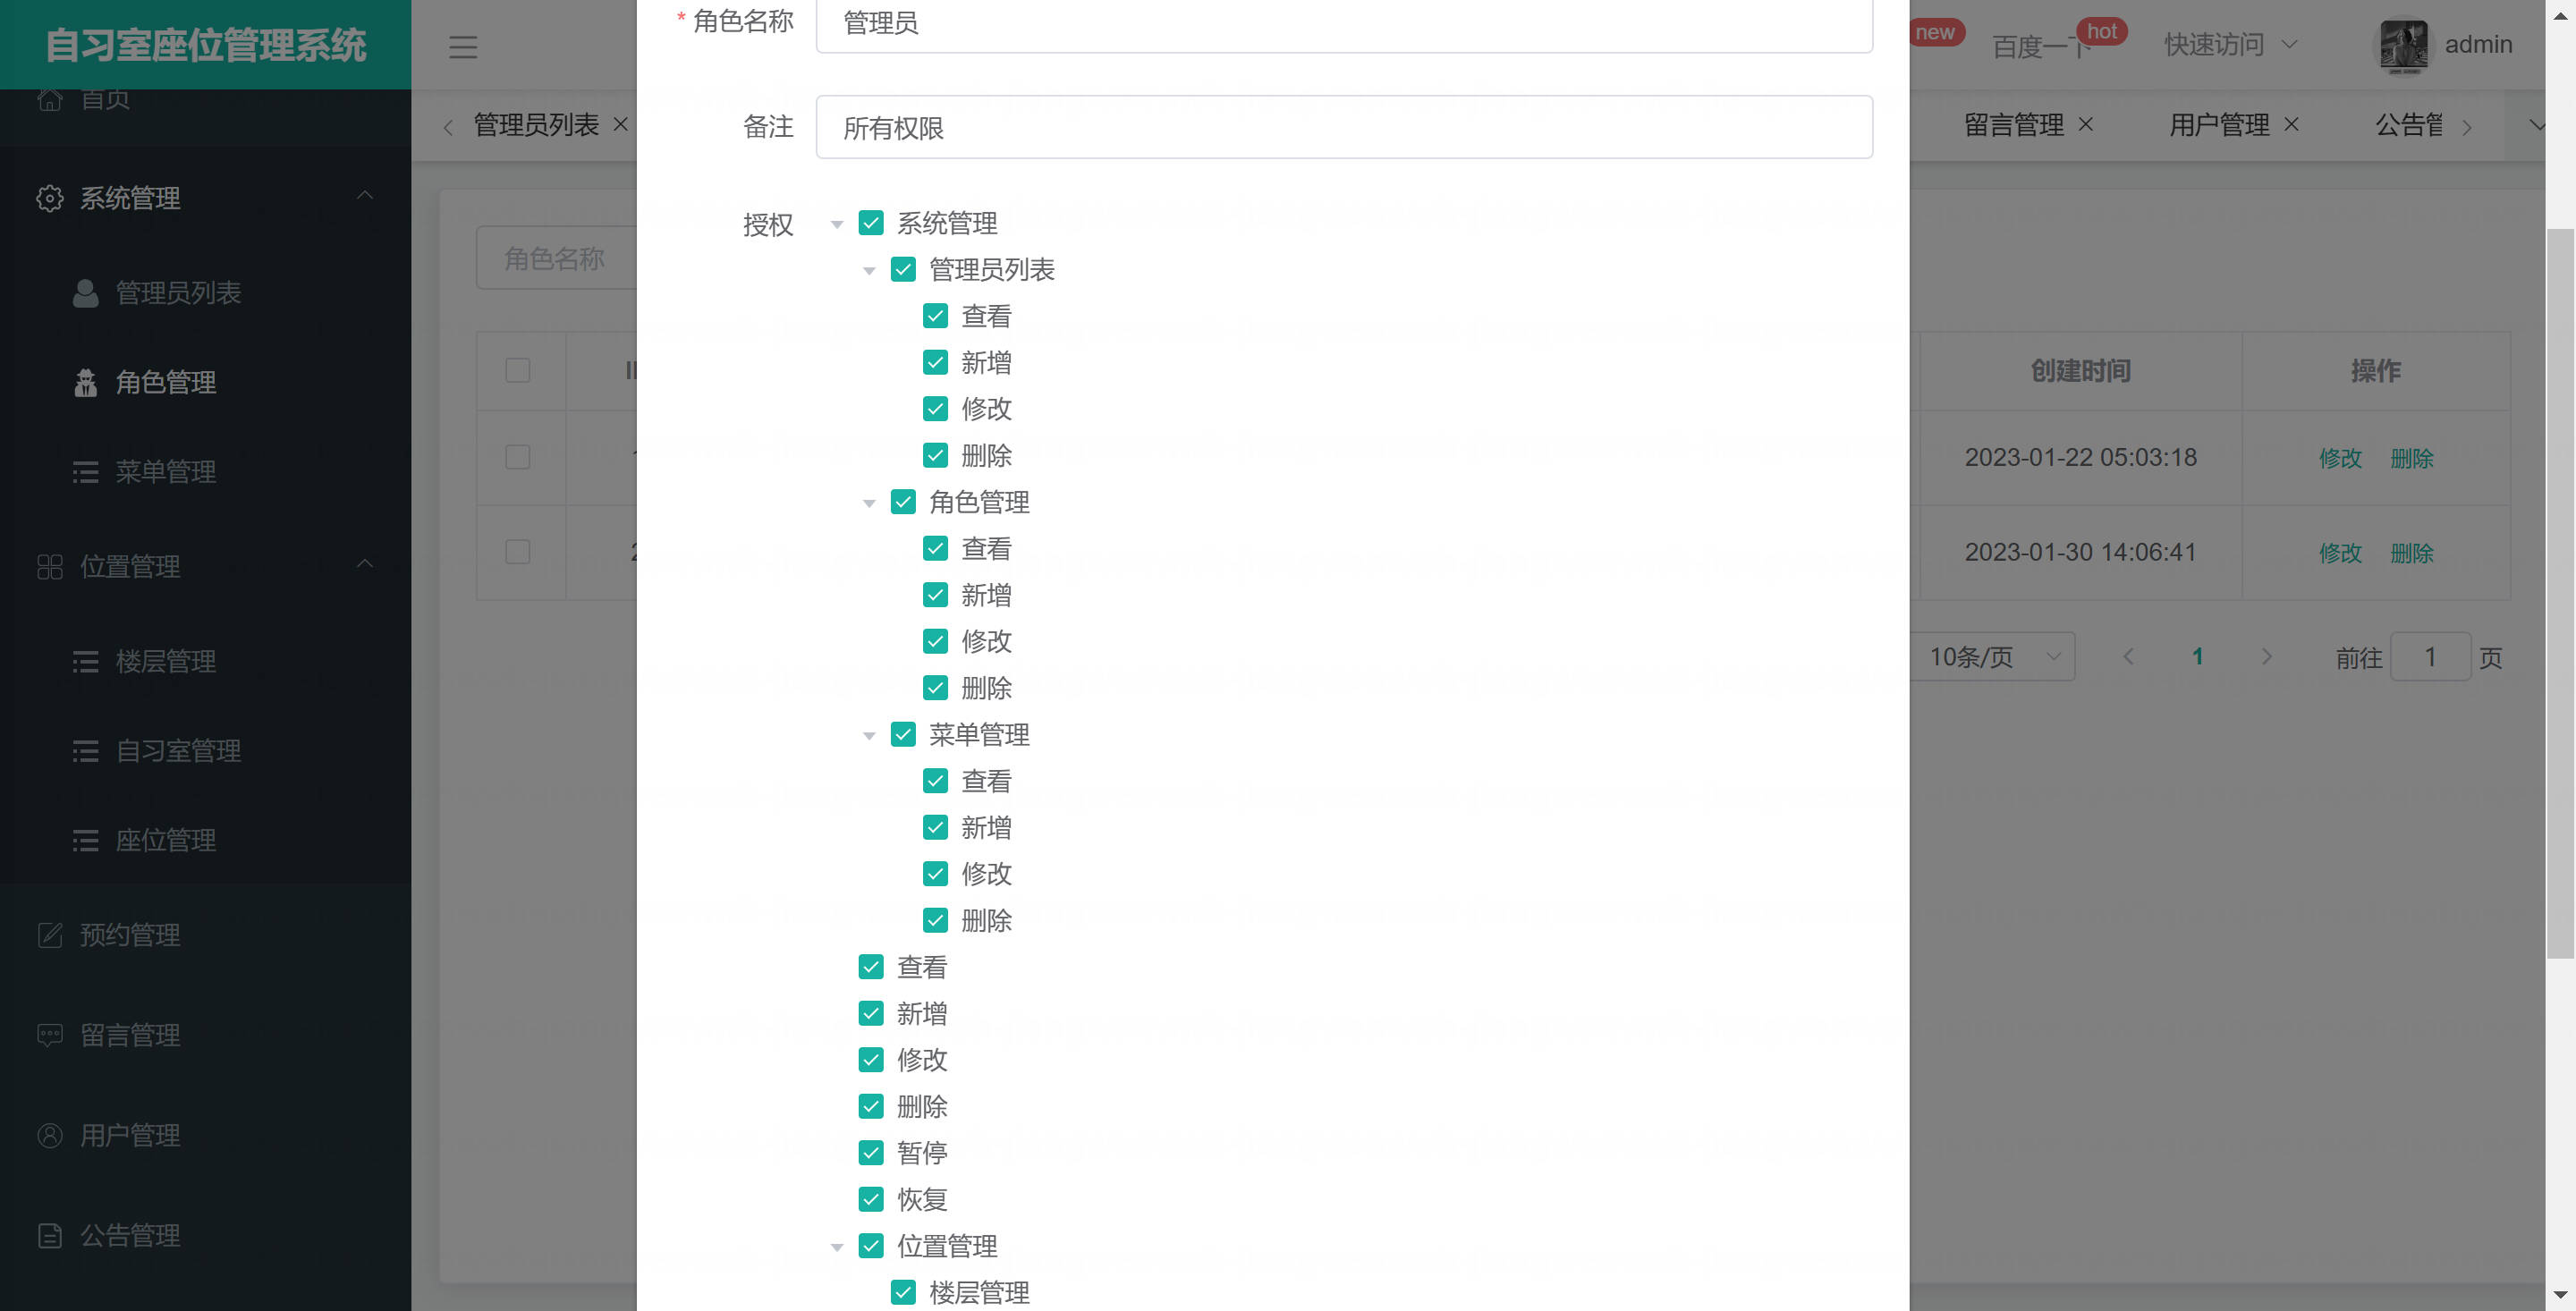 自习室座位管理系统
首页
系统管理
管理员列表
角色管理
菜单管理
位置管理
楼层管理
自习室管理
座位管理
预约管理
留言管理
用户管理
公告管理
new
百度一下
hot
快速访问
admin
管理员列表
留言管理
用户管理
公告管
角色名称
创建时间
操作
2023-01-22 05:03:18
修改
删除
2023-01-30 14:06:41
修改
删除
10条/页
1
前往
1
页
* 角色名称
管理员
备注
所有权限
授权
系统管理
管理员列表
查看
新增
修改
删除
角色管理
查看
新增
修改
删除
菜单管理
查看
新增
修改
删除
查看
新增
修改
删除
暂停
恢复
位置管理
楼层管理